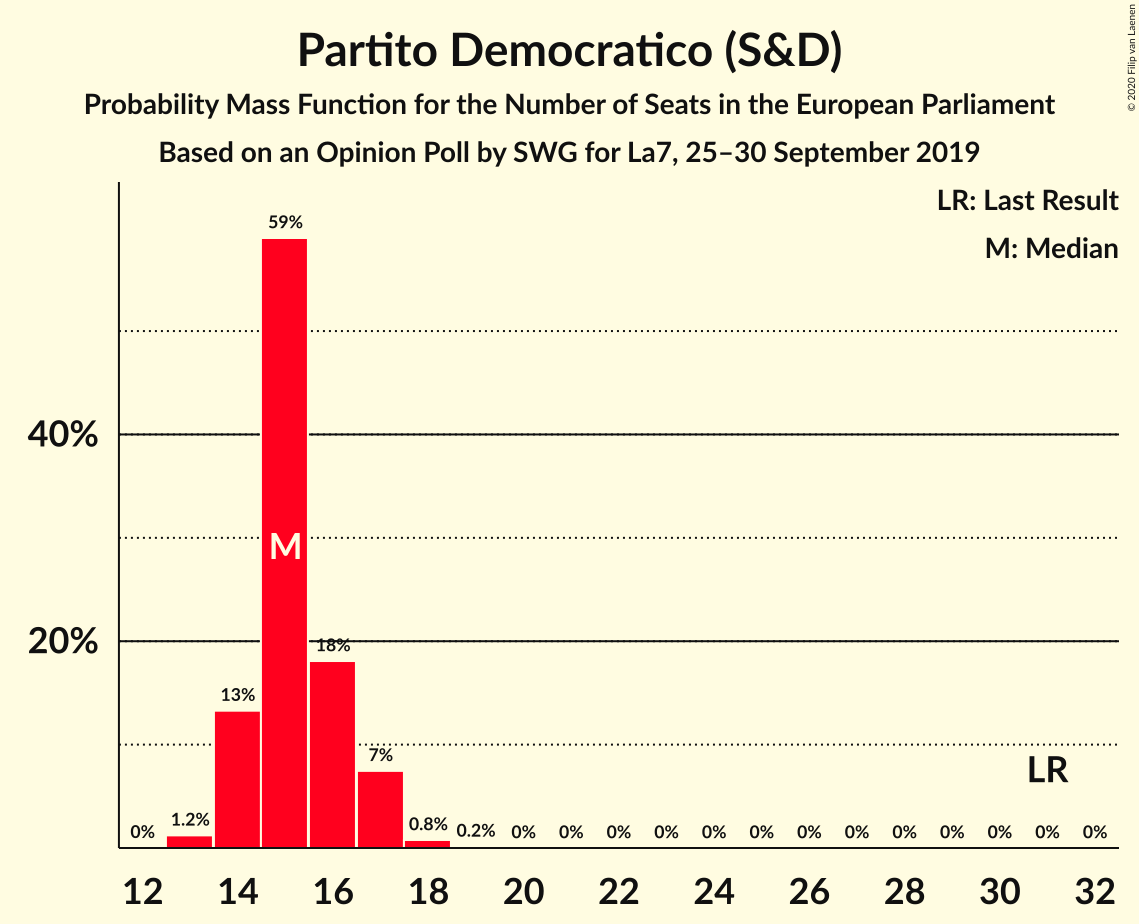 Partito Democratico (S&D)
Probability Mass Function for the Number of Seats in the European Parliament
Based on an Opinion Poll by SWG for La7, 25–30 September 2019
© 2020 Filip van Laenen
LR: Last Result
M: Median
59%
40%
M
20%
18%
13%
7%
LR
0% 1.2% 0.8% 0.2% 0% 0% 0% 0% 0% 0% 0% 0% 0% 0% 0% 0% 0%
12 14 16 18 20 22 24 26 28 30 32